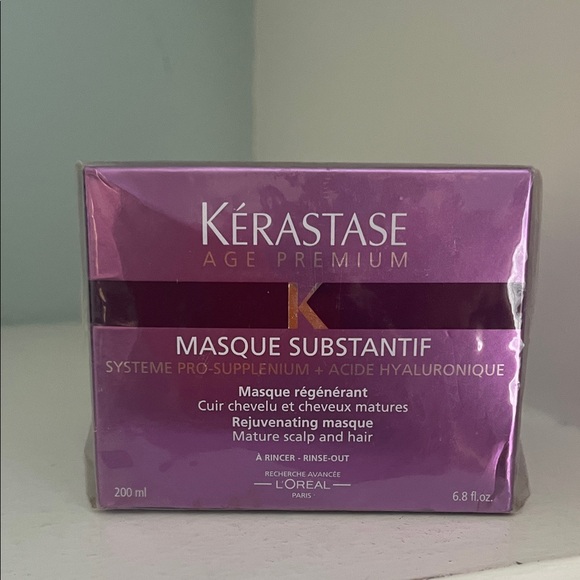 KÉRASTASE
AGE PREMIUM
K
MASQUE SUBSTANTIF
SYSTEME PRO-SUPPLENIUM + ACIDE HYALURONIQUE
Masque régénérant
Cuir chevelu et cheveux matures
Rejuvenating masque
Mature scalp and hair
À RINCER - RINSE-OUT
RECHERCHE AVANCÉE
L'ORÉAL
PARIS
200 ml
6.8 fl.oz.